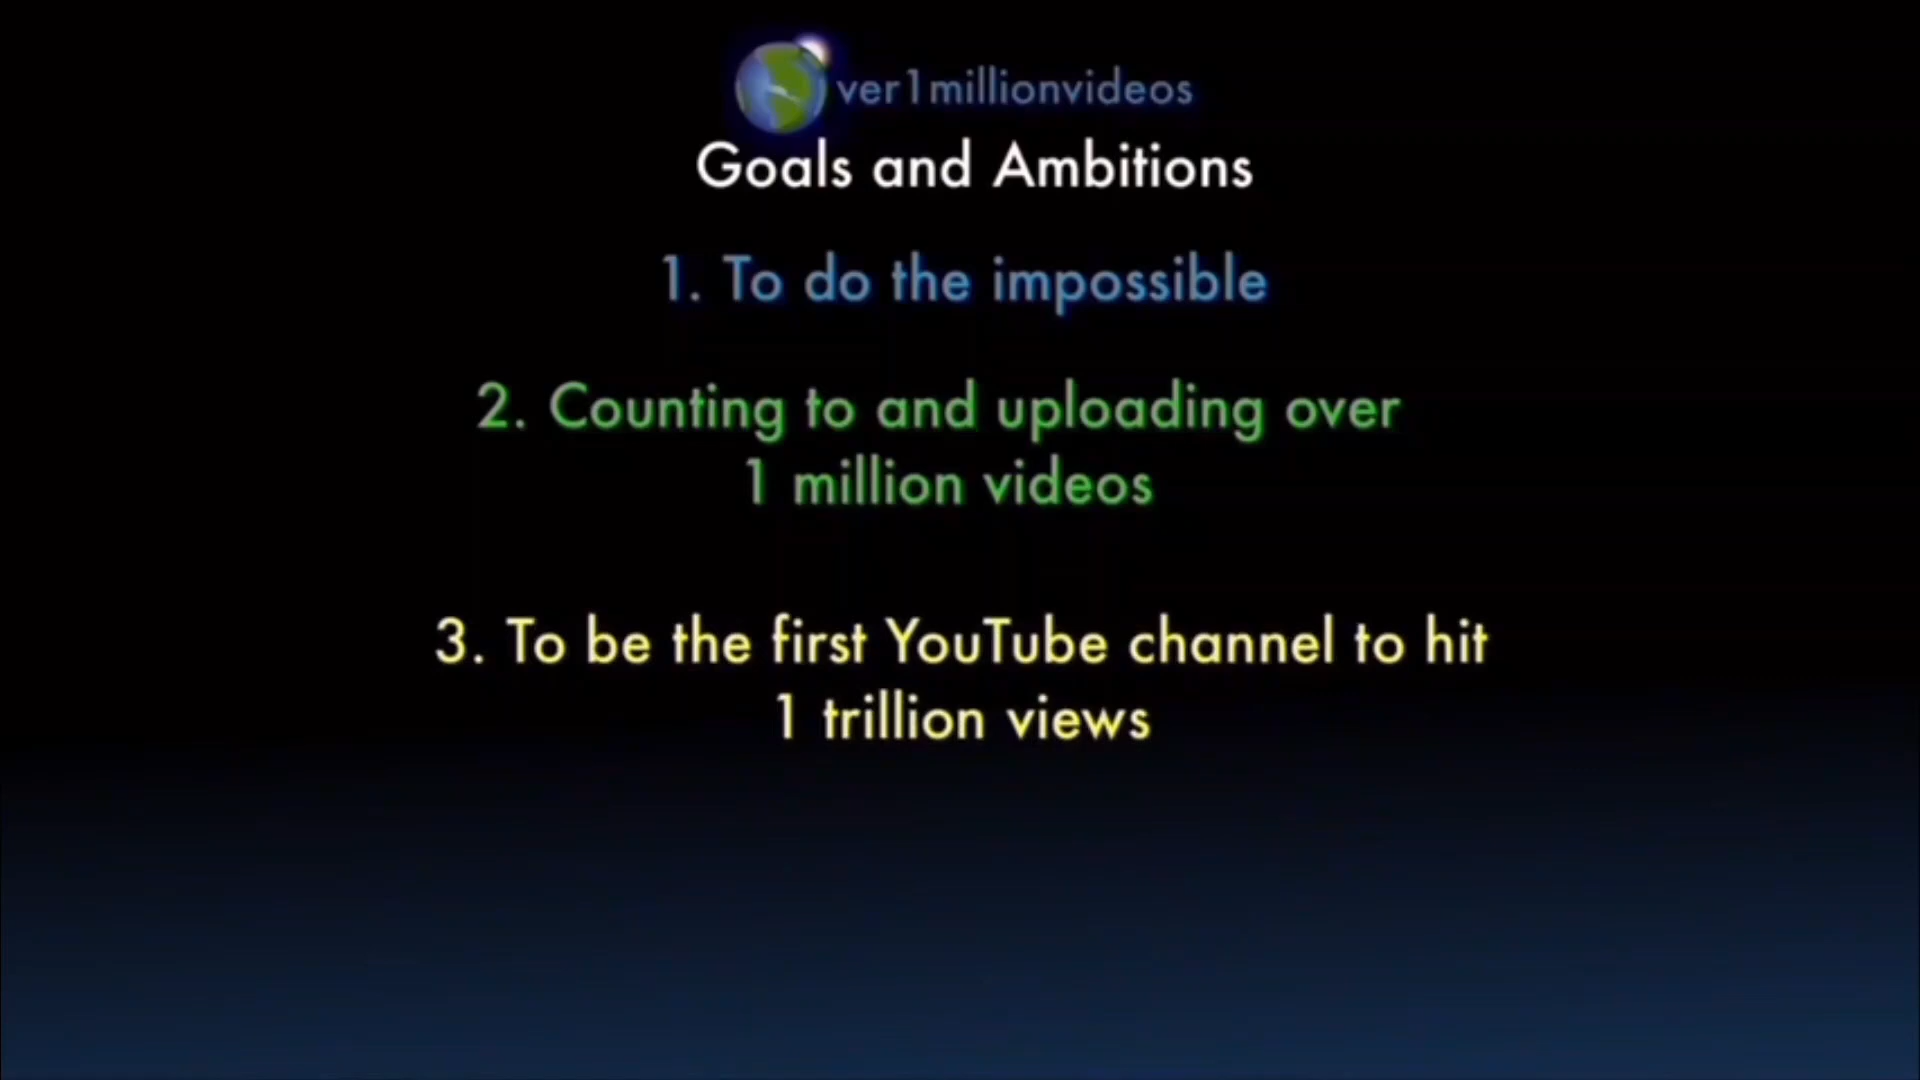 ver1millionvideos
Goals and Ambitions
1. To do the impossible
2. Counting to and uploading over
1 million videos
3. To be the first YouTube channel to hit
1 trillion views